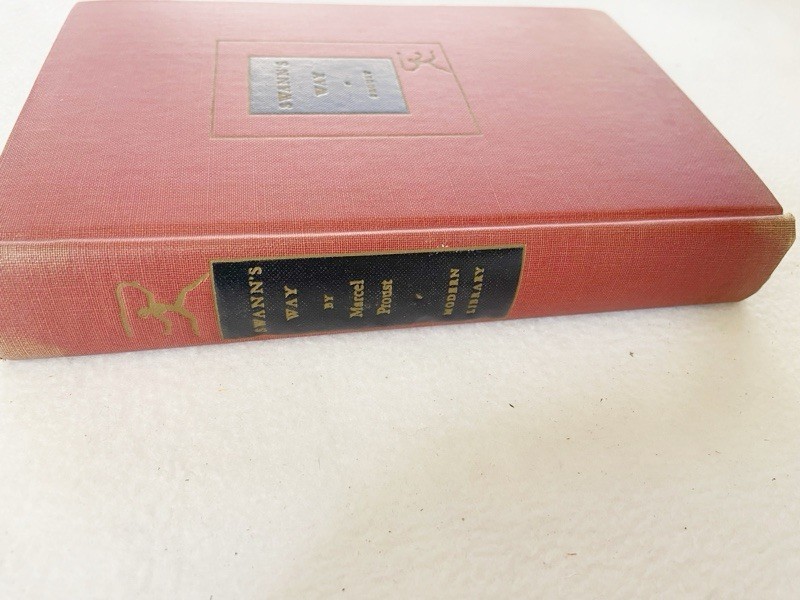 SWANN'S
WAY
PROUST
SWANN'S
WAY
BY
Marcel
Proust
MODERN
LIBRARY